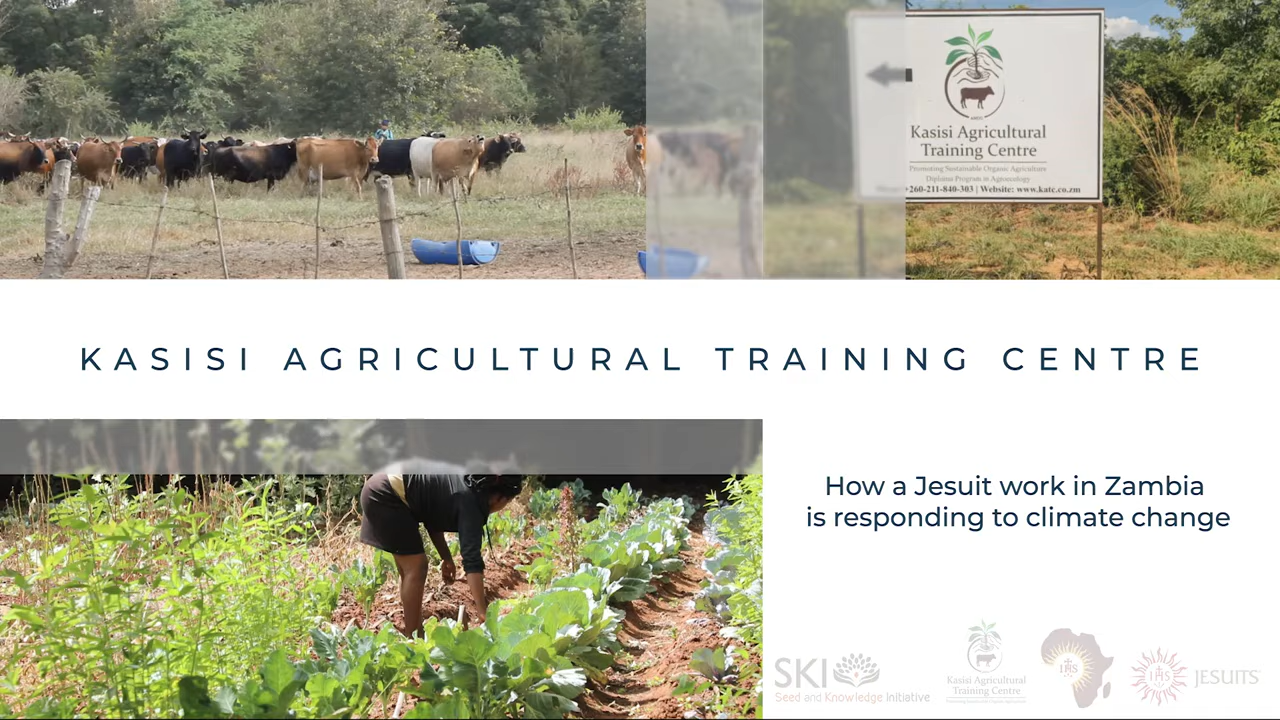 Kasisi Agricultural
Training Centre
Promoting Sustainable Organic Agriculture
Diploma Program in Agroecology
+260-211-840-303 | Website: www.katc.co.zm
KASISI AGRICULTURAL TRAINING CENTRE
How a Jesuit work in Zambia
is responding to climate change
SKI
Seed and Knowledge Initiative
Kasisi Agricultural
Training Centre
IHS
IHS
JESUITS